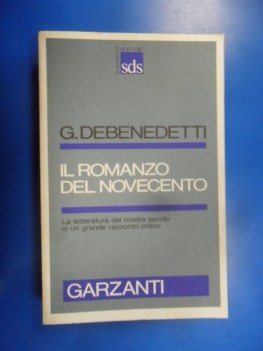 sds
G. DEBENEDETTI
IL ROMANZO
DEL NOVECENTO
La letteratura del nostro secolo
in un grande racconto critico
GARZANTI